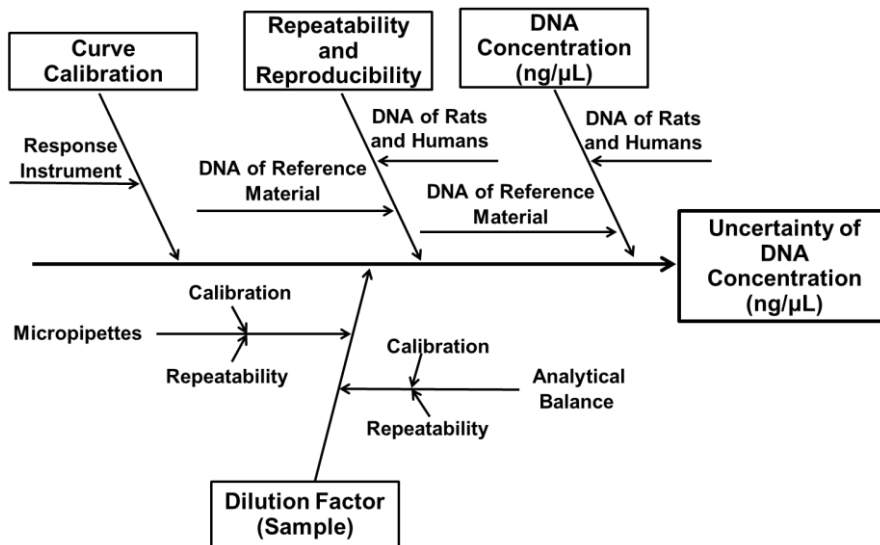 Curve
Calibration
Repeatability
and
Reproducibility
DNA
Concentration
(ng/µL)
Response
Instrument
DNA of Rats
and Humans
DNA of Reference
Material
DNA of Rats
and Humans
DNA of Reference
Material
Uncertainty of
DNA
Concentration
(ng/µL)
Calibration
Micropipettes
Repeatability
Calibration
Analytical
Balance
Repeatability
Dilution Factor
(Sample)